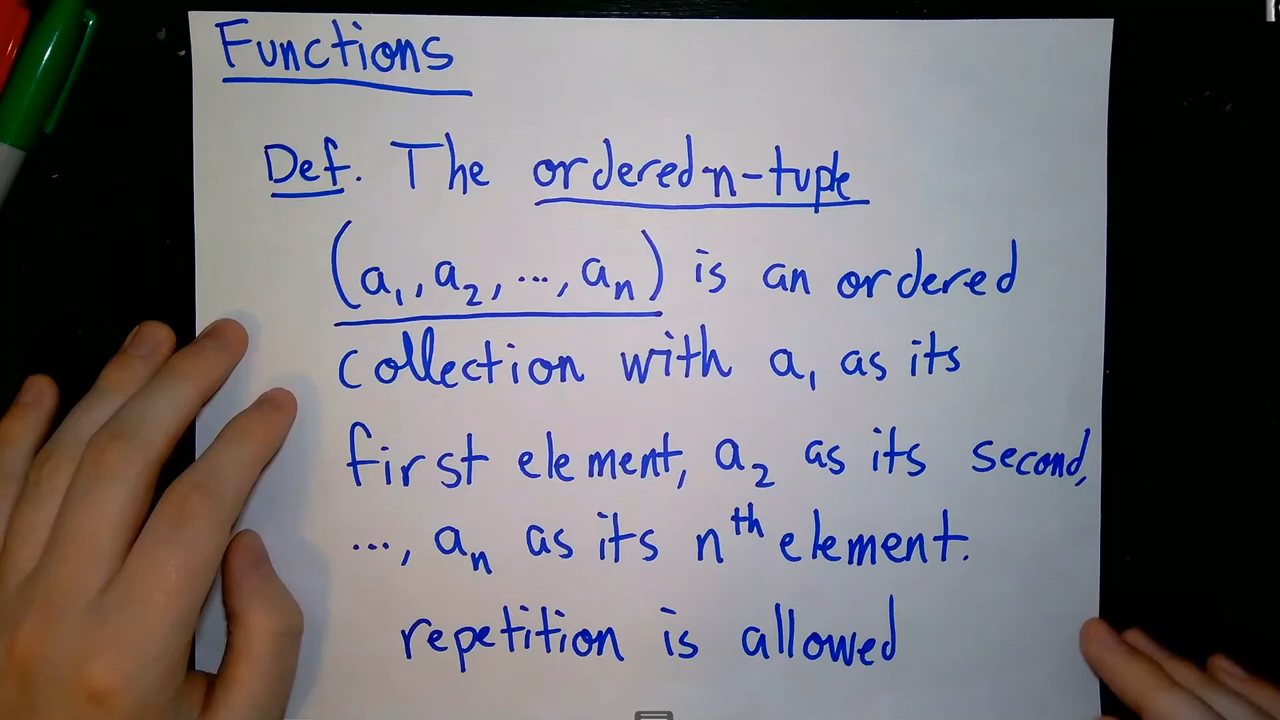 Functions
Def. The ordered n-tuple
(a₁, a₂, ..., aₙ) is an ordered
collection with a₁ as its
first element, a₂ as its second,
..., aₙ as its nᵗʰ element.
repetition is allowed